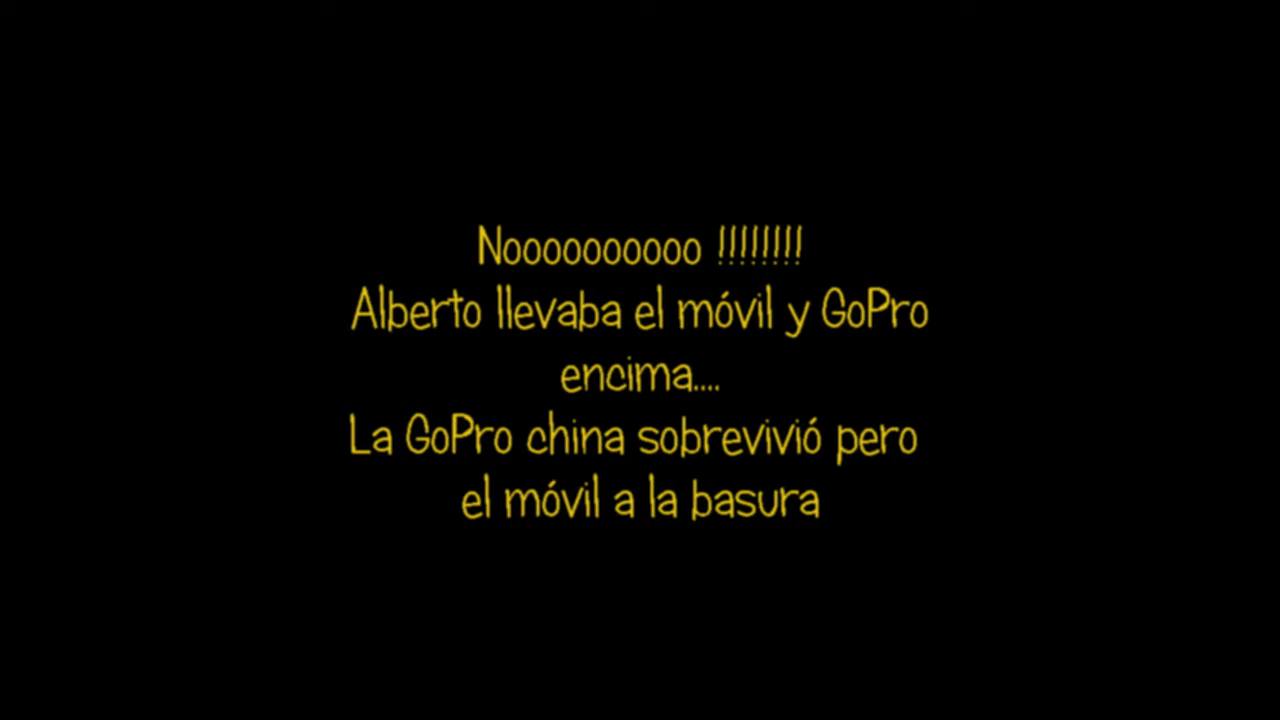 Noooooooooo !!!!!!!!
Alberto llevaba el móvil y GoPro
encima....
La GoPro china sobrevivió pero
el móvil a la basura